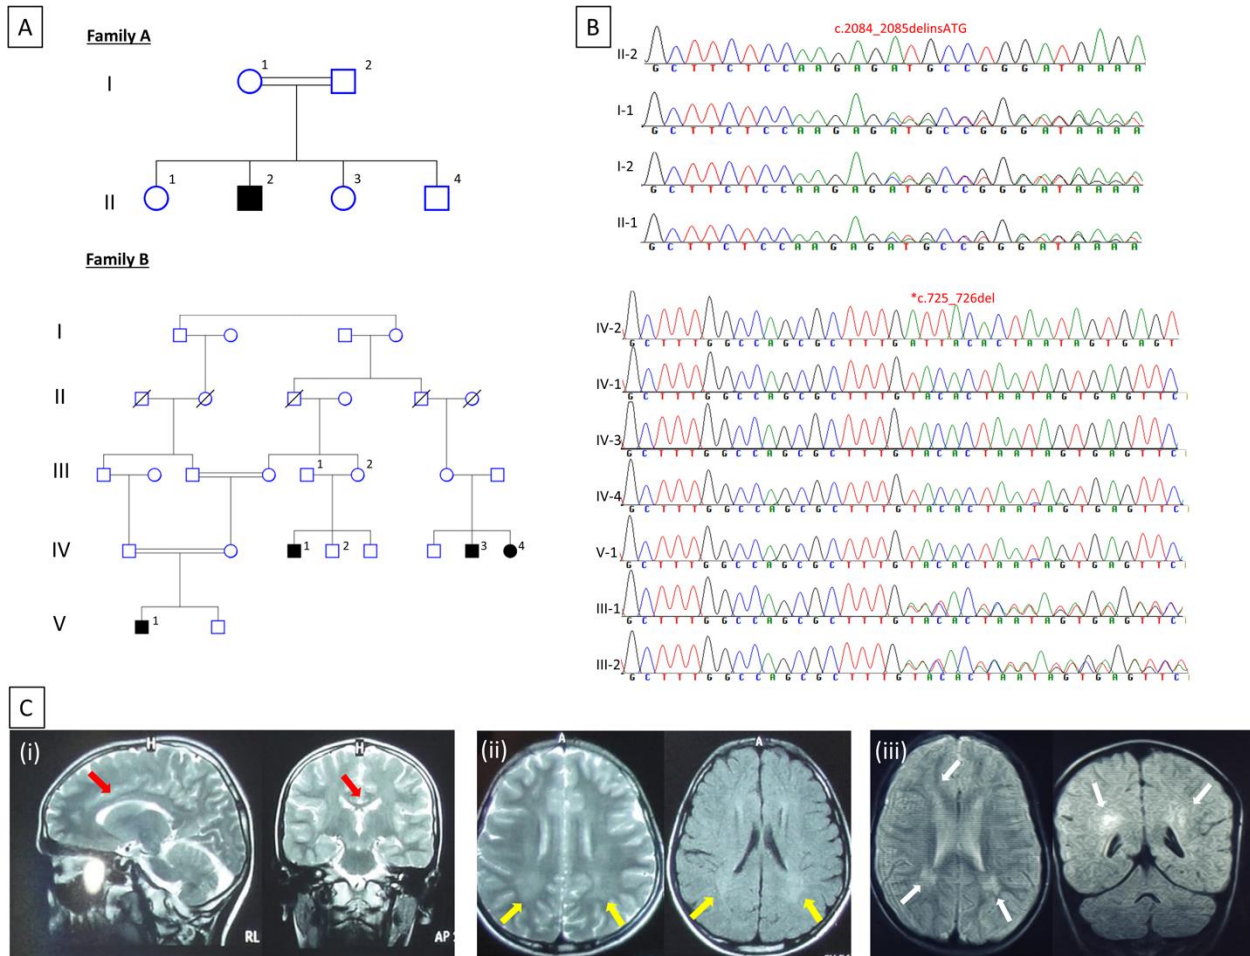 A
Family A
I
1
2
II
1
2
3
4
Family B
I
II
III
1
2
IV
1
2
3
4
V
1
B
c.2084_2085delinsATG
II-2
G C T T C T C C A A G A G A T G C C G G G A T A A A A
I-1
G C T T C T C C A A G A G A T G C C G G G A T A A A A
I-2
G C T T C T C C A A G A G A T G C C G G G A T A A A A
II-1
G C T T C T C C A A G A G A T G C C G G G A T A A A A
*c.725_726del
IV-2
G C T T T G G C C A G C G C T T T G A T T A C A C T A A T A G T G A G T
IV-1
G C T T T G G C C A G C G C T T T G T A C A C T A A T A G T G A G T T C
IV-3
G C T T T G G C C A G C G C T T T G T A C A C T A A T A G T G A G T T C
IV-4
G C T T T G G C C A G C G C T T T G T A C A C T A A T A G T G A G T T C
V-1
G C T T T G G C C A G C G C T T T G T A C A C T A A T A G T G A G T T C
III-1
G C T T T G G C C A G C G C T T T G T A C A C T A A T A G T G A G T T C
III-2
G C T T T G G C C A G C G C T T T G T A C A C T A A T A G T G A G T T C
C
(i)
H
RL
H
AP
(ii)
A
A
(iii)